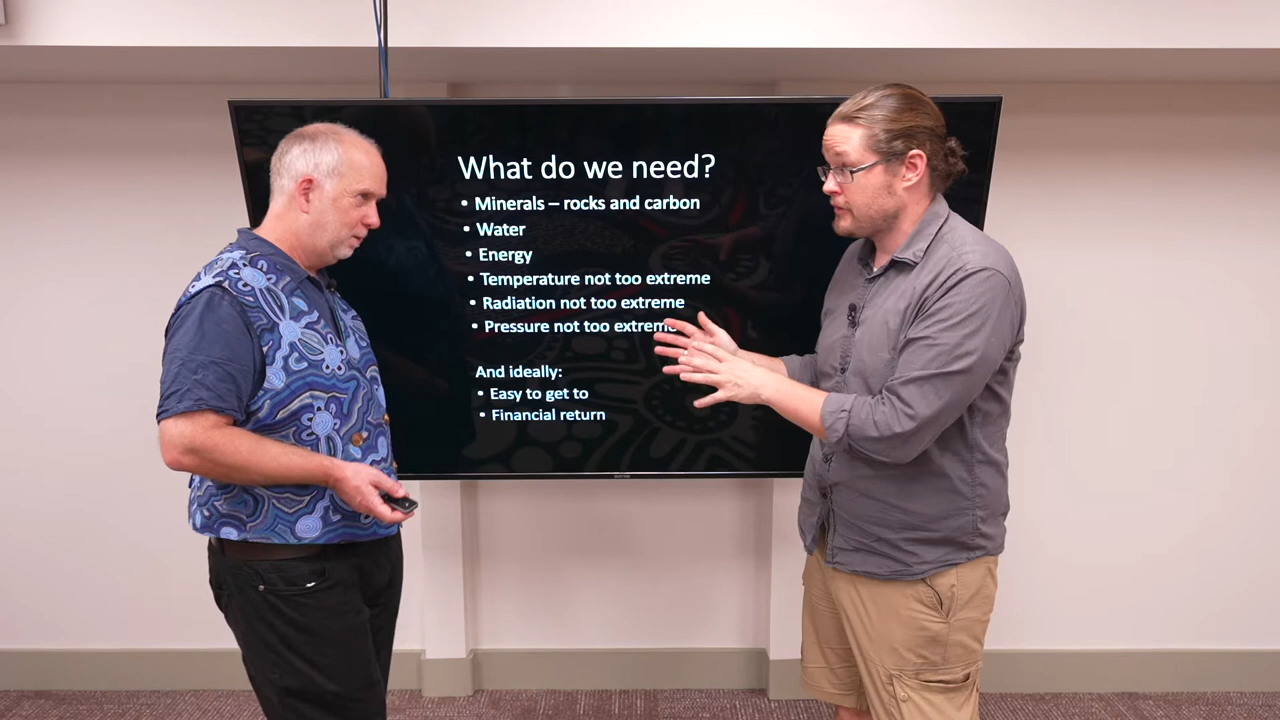 What do we need?
• Minerals – rocks and carbon
• Water
• Energy
• Temperature not too extreme
• Radiation not too extreme
• Pressure not too extreme
And ideally:
• Easy to get to
• Financial return